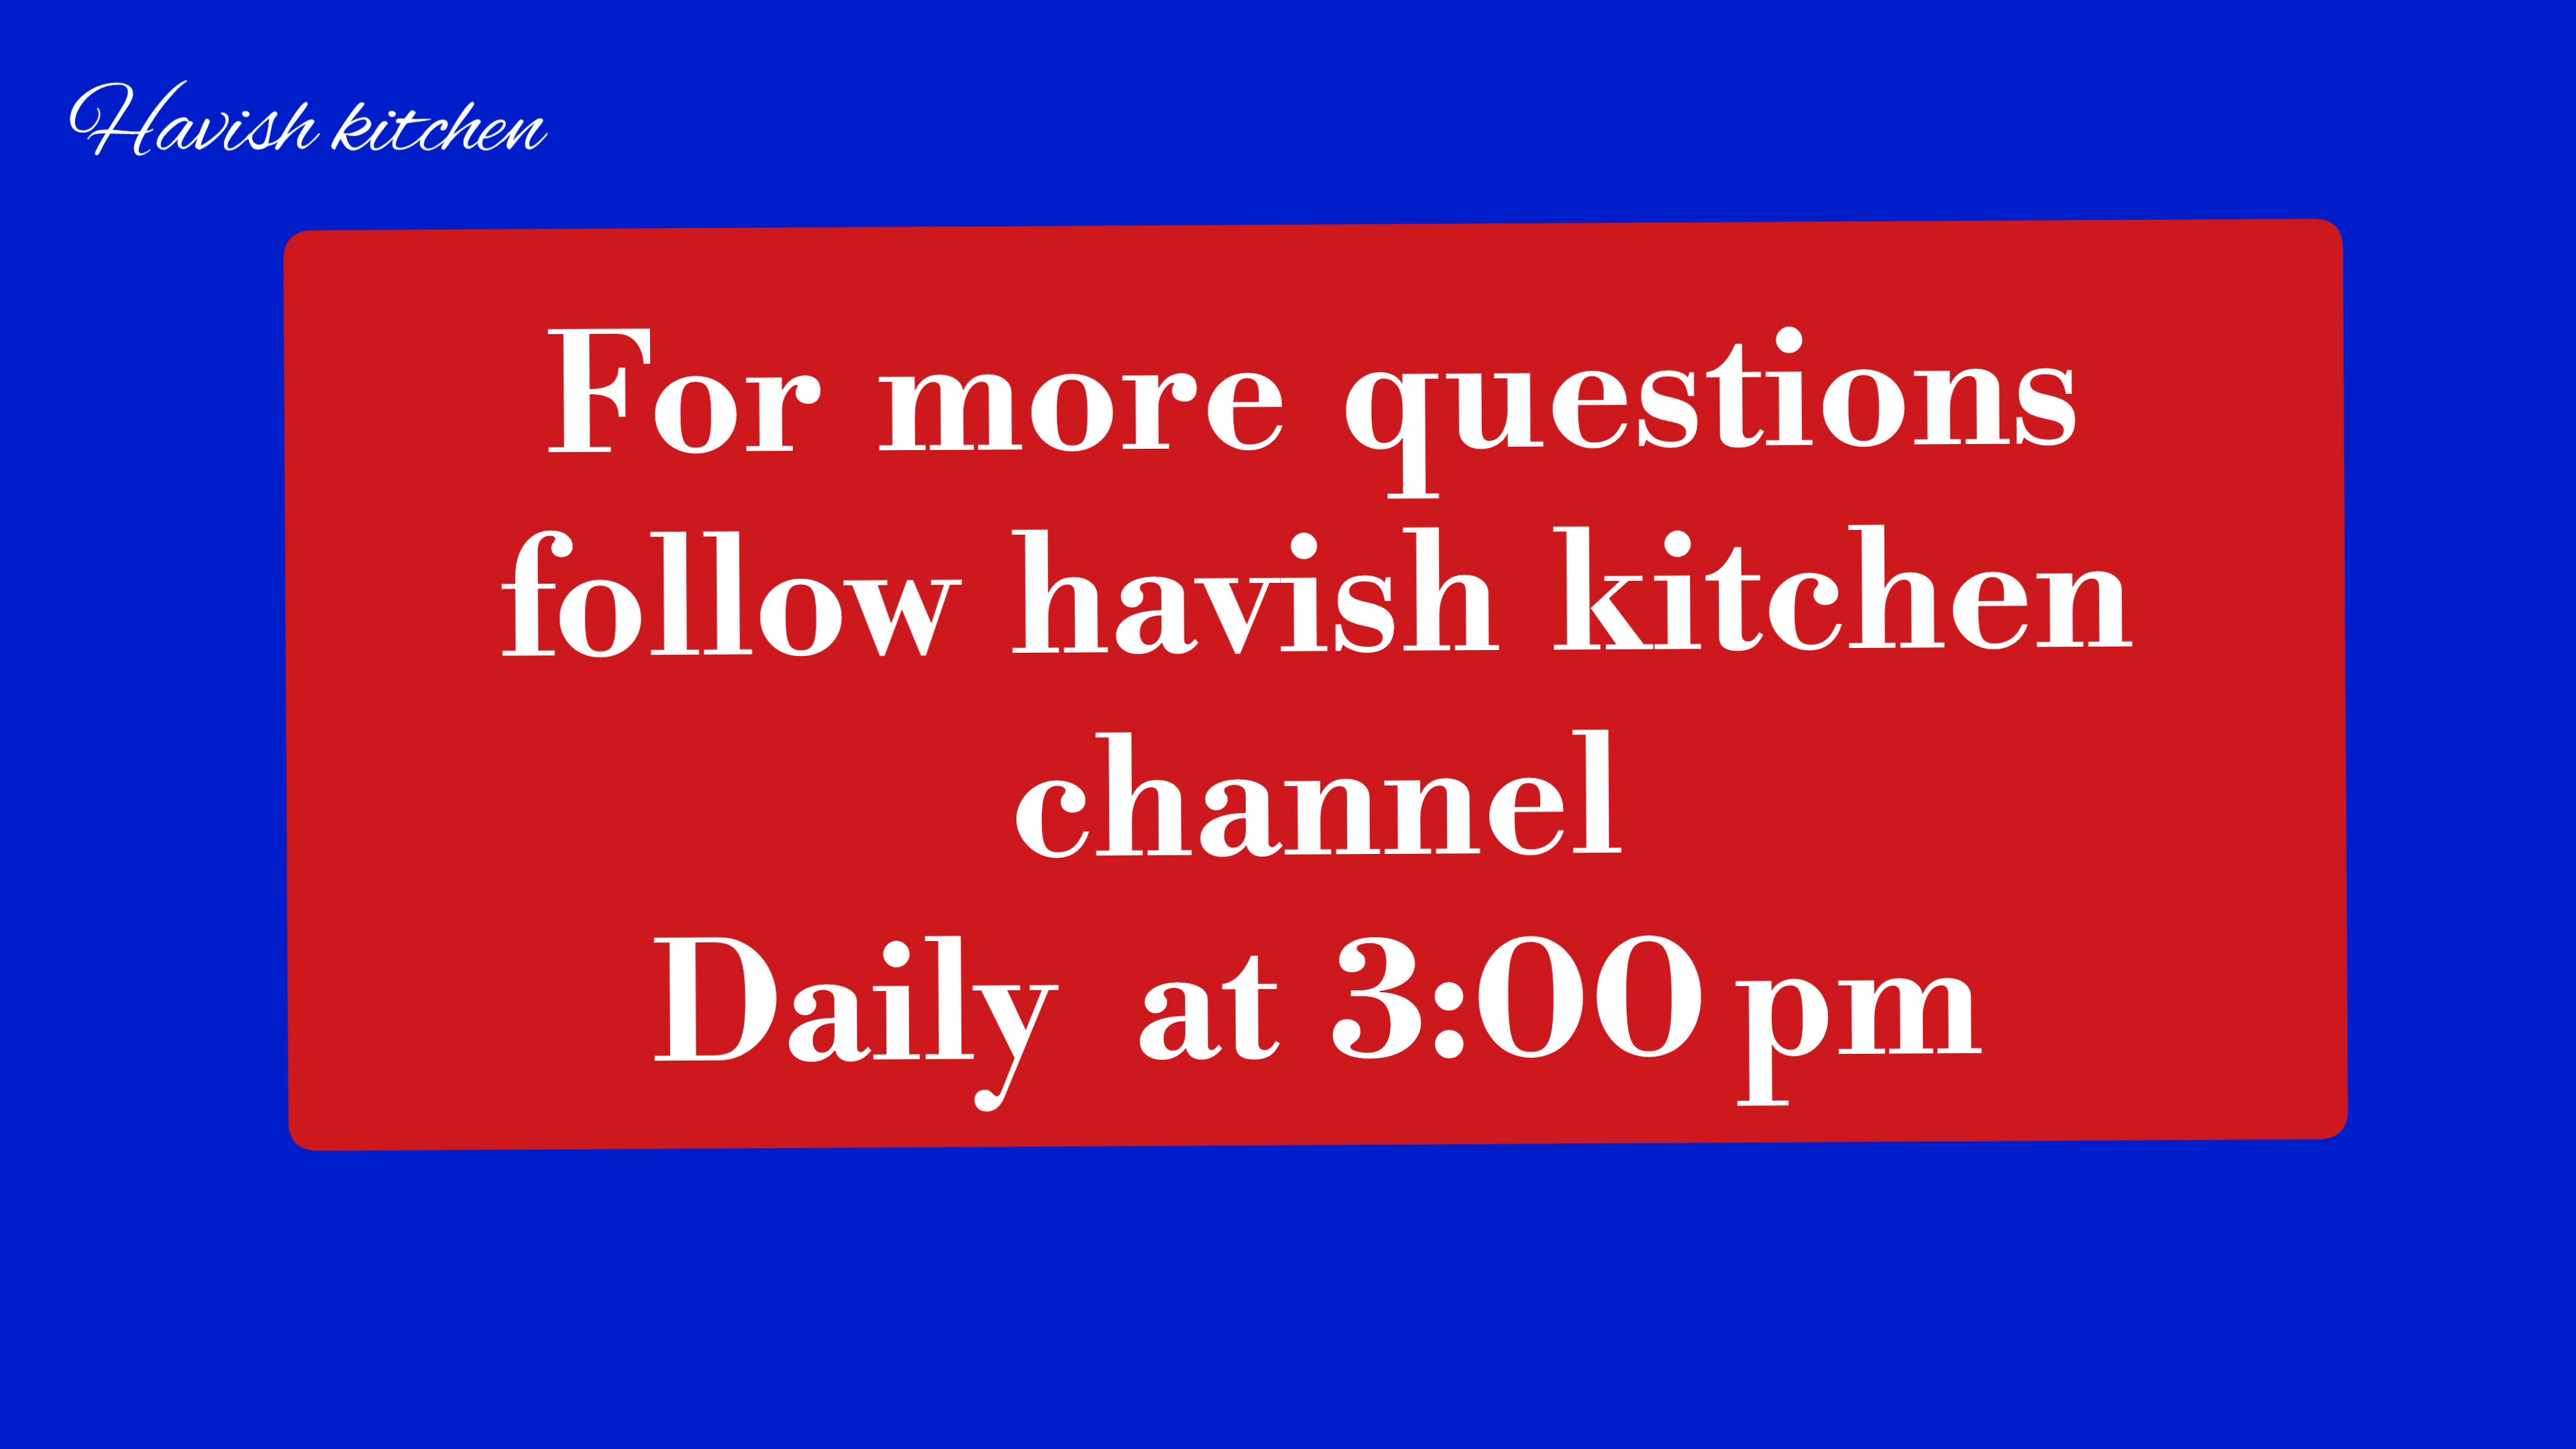 Havish kitchen
For more questions
follow havish kitchen
channel
Daily at 3:00 pm